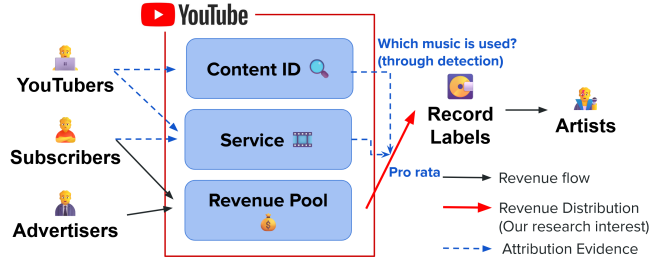 YouTube
Content ID
Which music is used?
(through detection)
YouTubers
Service
Record
Labels
Artists
Subscribers
Pro rata
Revenue Pool
Advertisers
Revenue flow
Revenue Distribution
(Our research interest)
Attribution Evidence